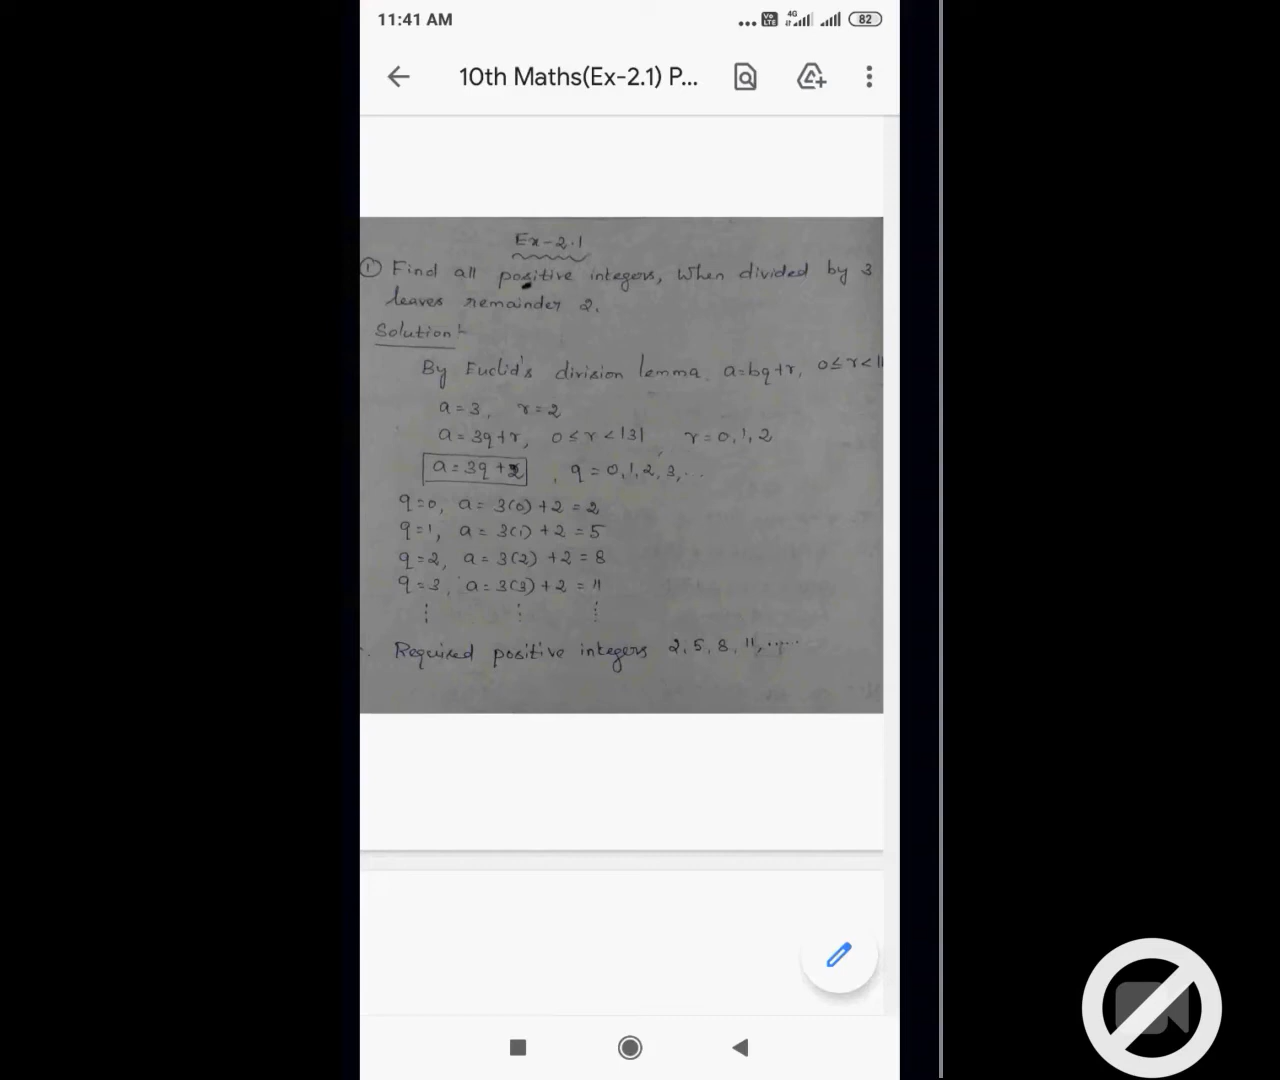 11:41 AM
Vo LTE 4G 82
10th Maths(Ex-2.1) P...
Ex-2.1
① Find all positive integers, when divided by 3
leaves remainder 2.
Solution:-
By Euclid's division lemma, a=bq+r, 0≤r<|
a=3, r=2
a=3q+r, 0≤r<|3| r=0,1,2
a=3q+2, q=0,1,2,3,...
q=0, a=3(0)+2=2
q=1, a=3(1)+2=5
q=2, a=3(2)+2=8
q=3, a=3(3)+2=11
⋮ ⋮ ⋮
Required positive integers 2,5,8,11,......